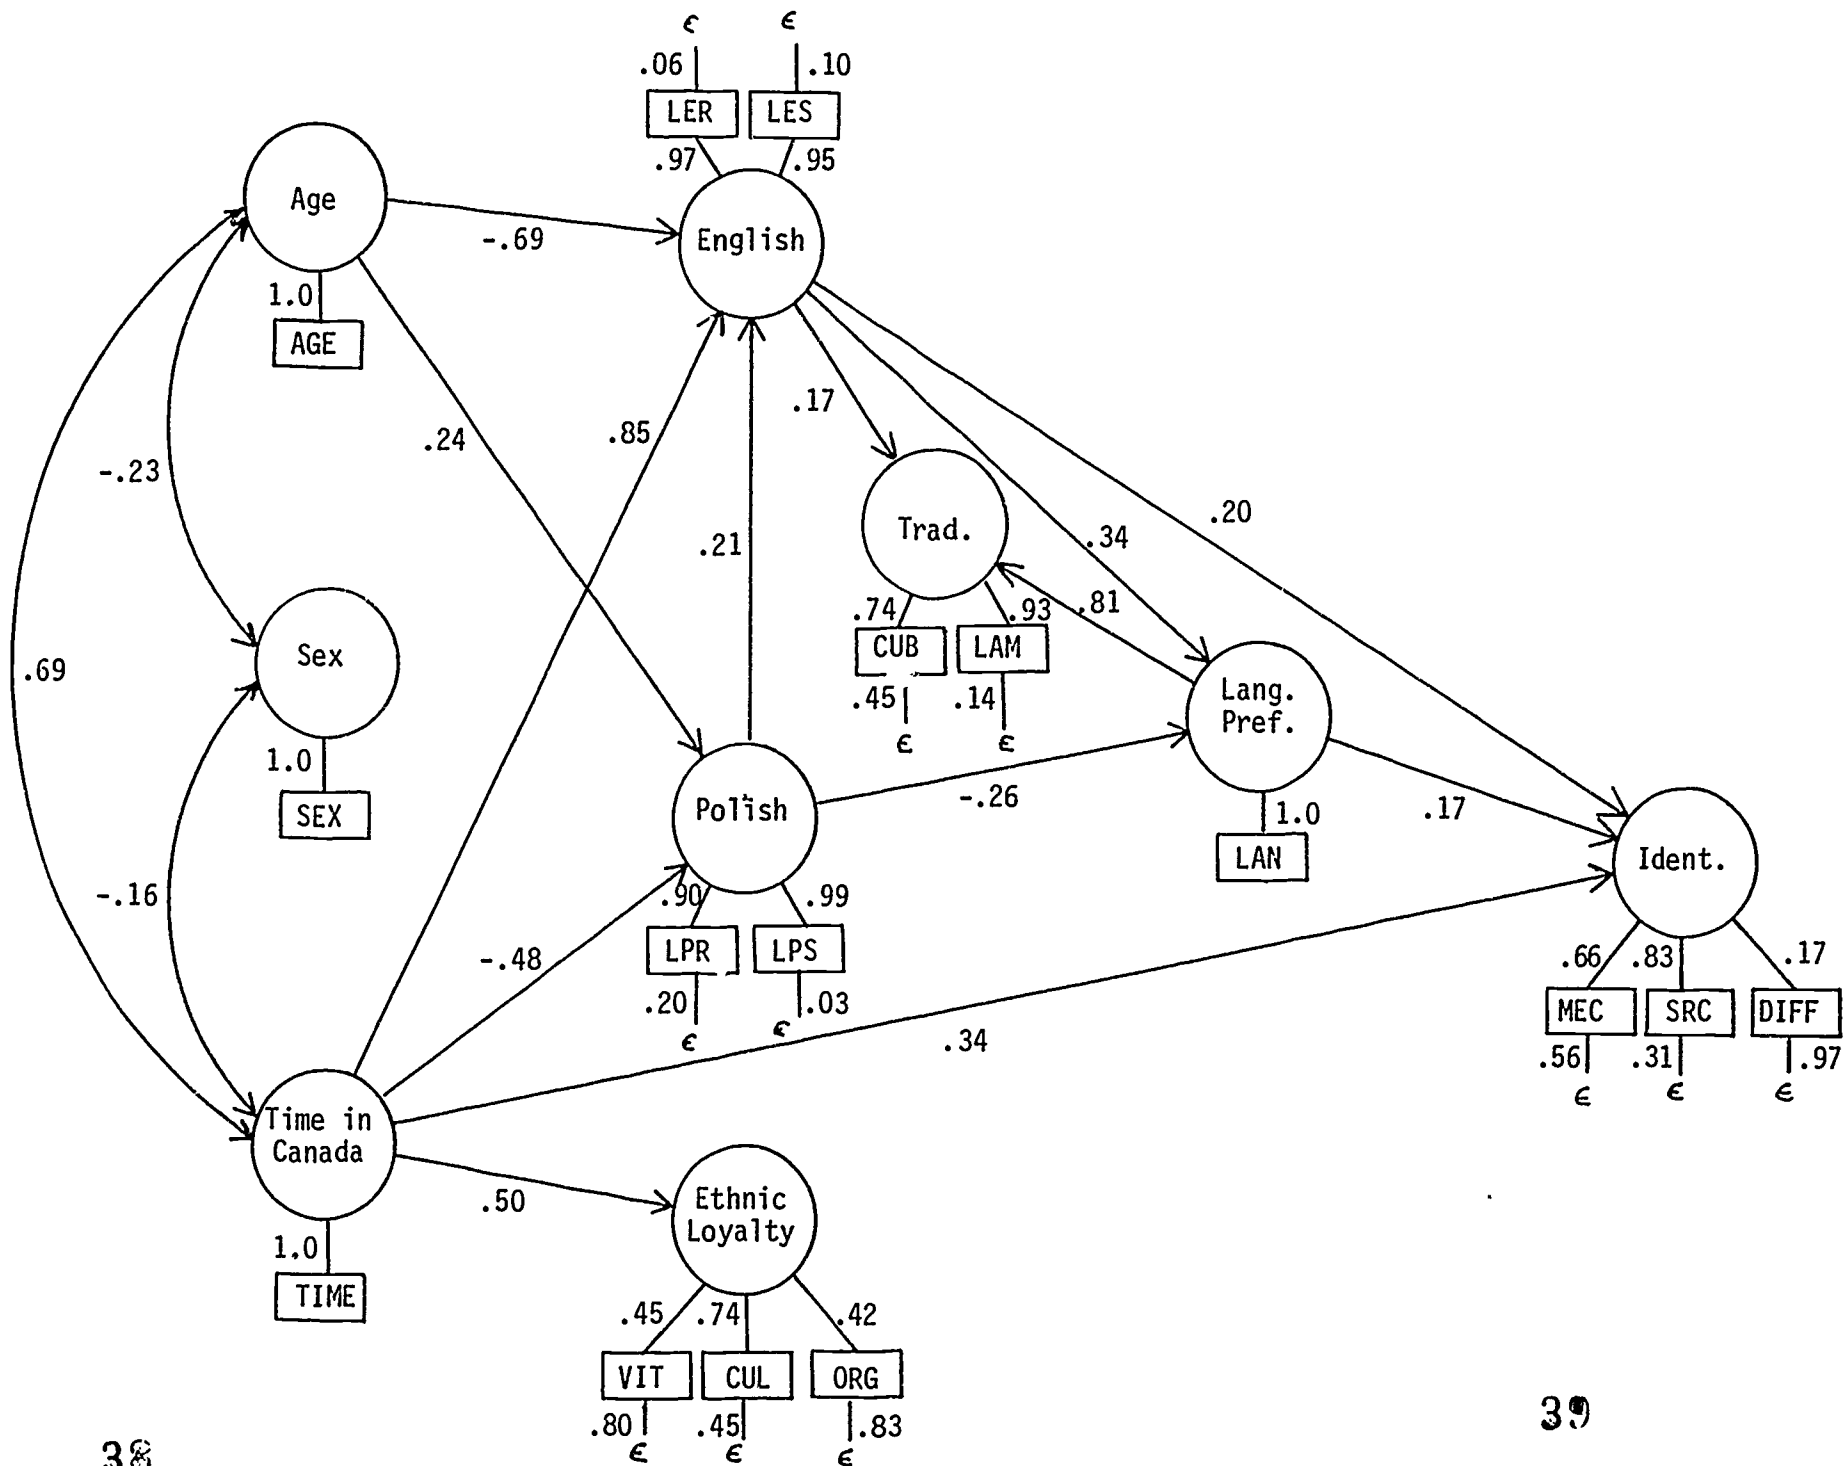 ϵ ϵ
.06 .10
LER LES
.97 .95
Age
-.69
English
1.0
AGE
.17
.24
.85
-.23
.20
Trad.
.21
.34
.74 .93 .81
CUB LAM
Sex
.69
.45 .14
ϵ ϵ
Lang.
Pref.
1.0
SEX
Polish
-.26
1.0
.17
LAN
Ident.
-.16
.90 .99
LPR LPS
-.48
.66 .83 .17
.20 .03
ϵ ϵ
MEC SRC DIFF
.34
.56 .31 .97
ϵ ϵ ϵ
Time in
Canada
.50
Ethnic
Loyalty
1.0
TIME
.45 .74 .42
VIT CUL ORG
.80 .45 .83
ϵ ϵ ϵ
38
39